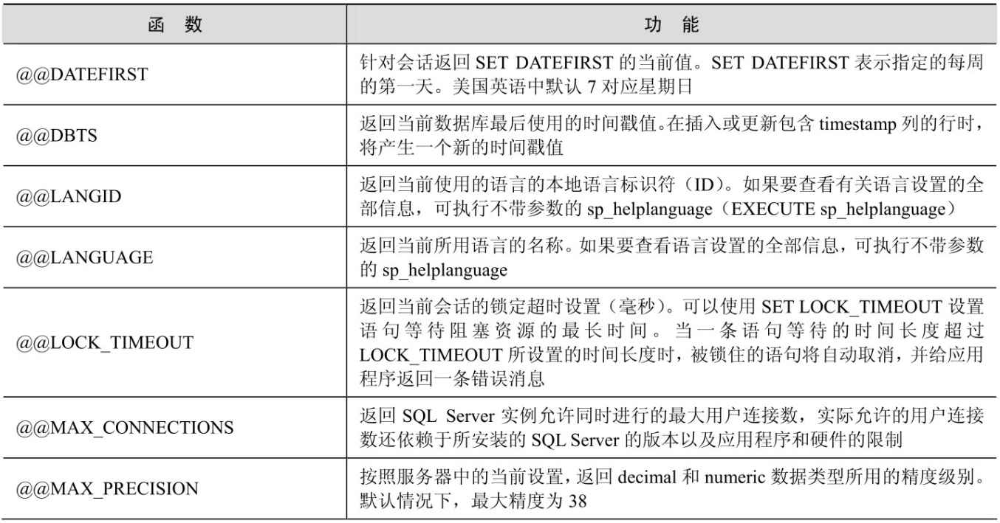 函 数 功 能
@@DATEFIRST
针对会话返回 SET DATEFIRST 的当前值。SET DATEFIRST 表示指定的每周
的第一天。美国英语中默认 7 对应星期日
@@DBTS
返回当前数据库最后使用的时间戳值。在插入或更新包含 timestamp 列的行时，
将产生一个新的时间戳值
@@LANGID
返回当前使用的语言的本地语言标识符（ID）。如果要查看有关语言设置的全
部信息，可执行不带参数的 sp_helplanguage（EXECUTE sp_helplanguage）
@@LANGUAGE
返回当前所用语言的名称。如果要查看语言设置的全部信息，可执行不带参数
的 sp_helplanguage
@@LOCK_TIMEOUT
返回当前会话的锁定超时设置（毫秒）。可以使用 SET LOCK_TIMEOUT 设置
语句等待阻塞资源的最长时间。当一条语句等待的时间长度超过
LOCK_TIMEOUT 所设置的时间长度时，被锁住的语句将自动取消，并给应用
程序返回一条错误消息
@@MAX_CONNECTIONS
返回 SQL Server 实例允许同时进行的最大用户连接数，实际允许的用户连接
数还依赖于所安装的 SQL Server 的版本以及应用程序和硬件的限制
@@MAX_PRECISION
按照服务器中的当前设置，返回 decimal 和 numeric 数据类型所用的精度级别。
默认情况下，最大精度为 38